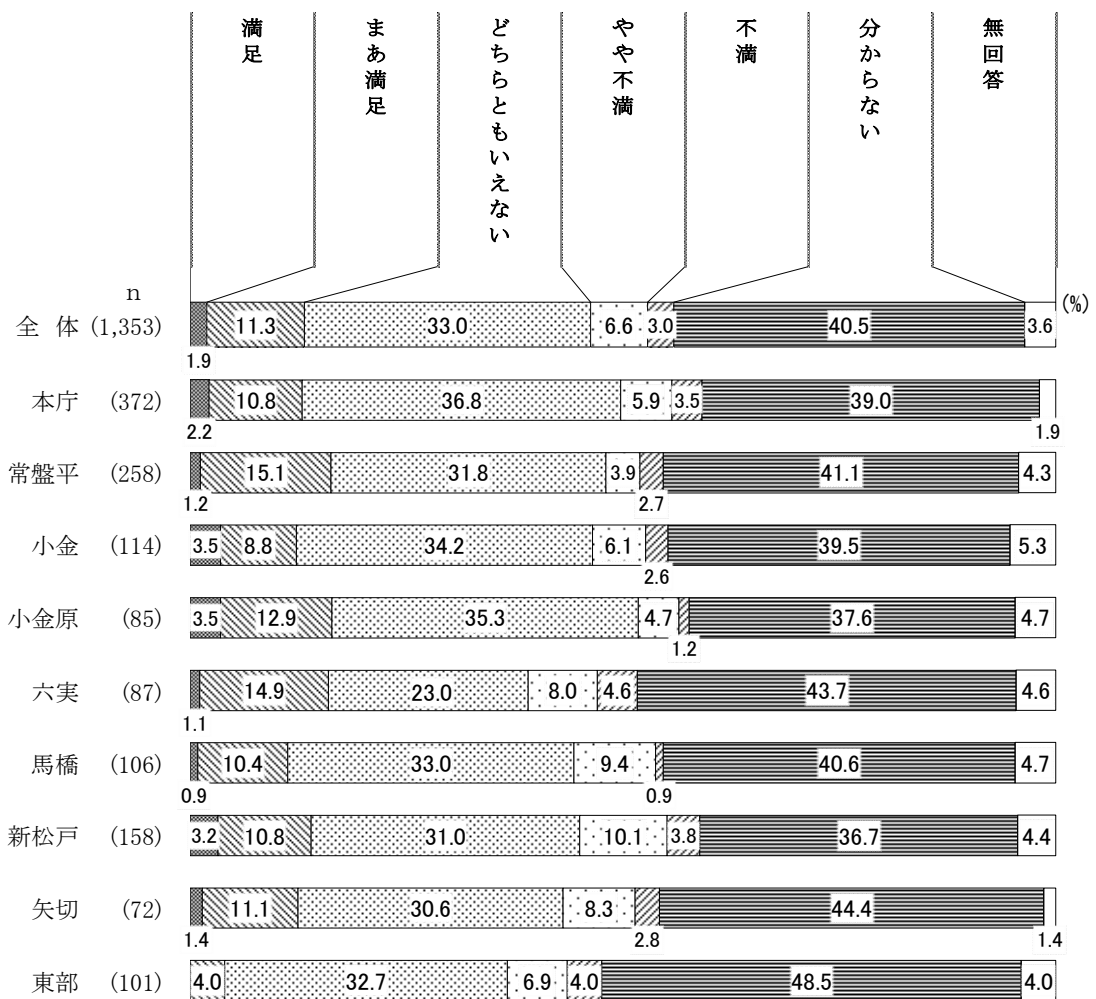 満足
まあ満足
どちらともいえない
やや不満
不満
分からない
無回答
n
(%)
全 体 (1,353) 11.3 33.0 6.6 3.0 40.5 3.6
1.9
本庁 (372) 10.8 36.8 5.9 3.5 39.0
2.2 1.9
常盤平 (258) 15.1 31.8 3.9 41.1 4.3
1.2 2.7
小金 (114) 3.5 8.8 34.2 6.1 39.5 5.3
2.6
小金原 (85) 3.5 12.9 35.3 4.7 37.6 4.7
1.2
六実 (87) 14.9 23.0 8.0 4.6 43.7 4.6
1.1
馬橋 (106) 10.4 33.0 9.4 40.6 4.7
0.9 0.9
新松戸 (158) 3.2 10.8 31.0 10.1 3.8 36.7 4.4
矢切 (72) 11.1 30.6 8.3 44.4
1.4 2.8 1.4
東部 (101) 4.0 32.7 6.9 4.0 48.5 4.0